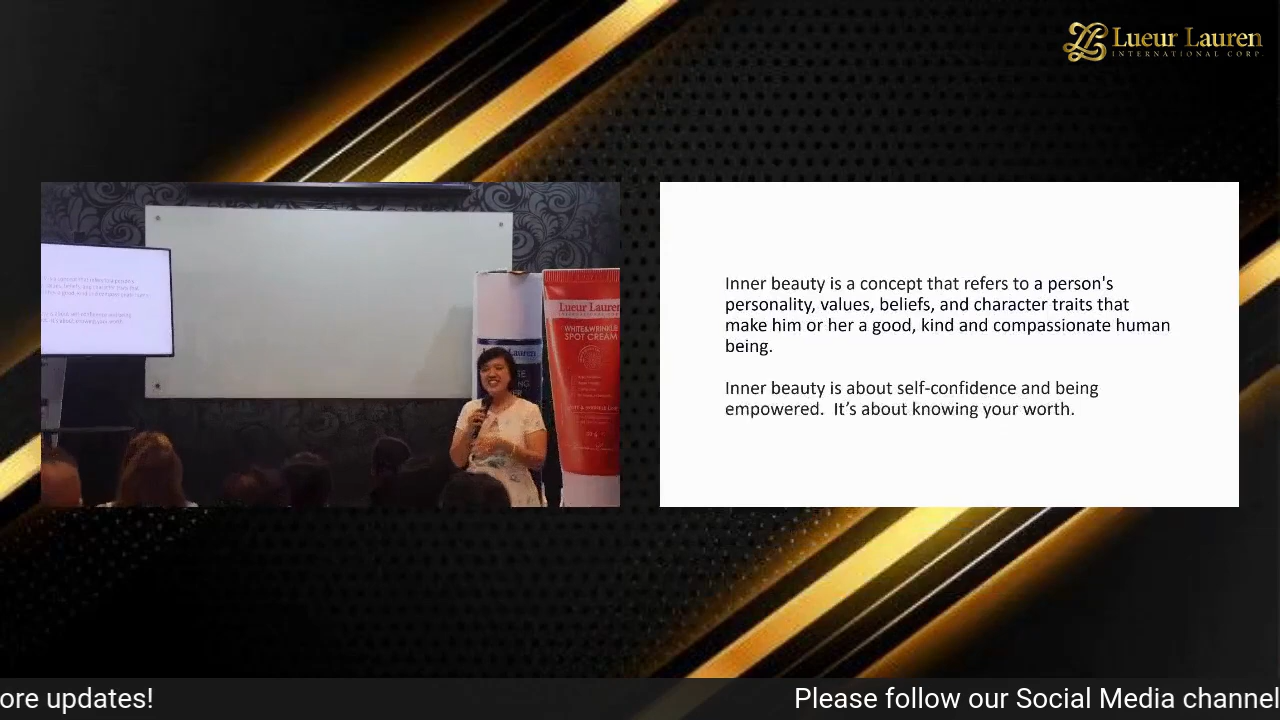 Lueur Lauren
INTERNATIONAL CORP.
Lueur Lauren
WHITE&WRINKLE
SPOT CREAM
Inner beauty is a concept that refers to a person's
personality, values, beliefs, and character traits that
make him or her a good, kind and compassionate human
being.
Inner beauty is about self-confidence and being
empowered.  It’s about knowing your worth.
ore updates!
Please follow our Social Media channel